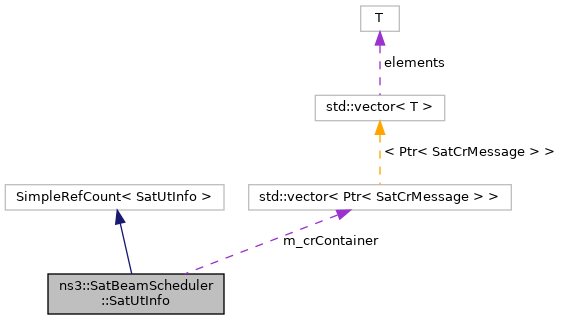 T
elements
std::vector< T >
< Ptr< SatCrMessage > >
SimpleRefCount< SatUtInfo >
std::vector< Ptr< SatCrMessage > >
m_crContainer
ns3::SatBeamScheduler
::SatUtInfo